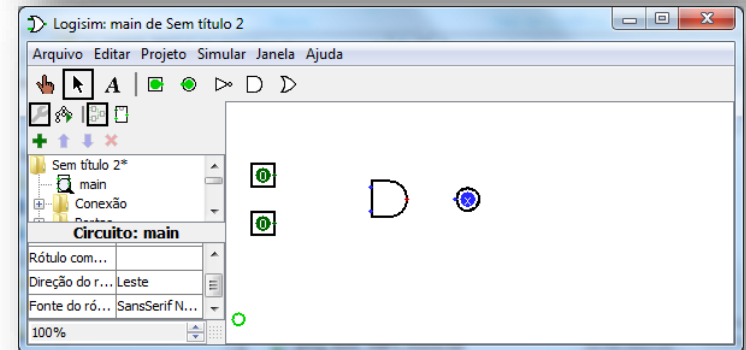 Logisim: main de Sem título 2
Arquivo Editar Projeto Simular Janela Ajuda
A
Sem título 2*
main
Conexão
Portas
Circuito: main
Rótulo com...
Direção do r... Leste
Fonte do ró... SansSerif N...
100%
0
0
x